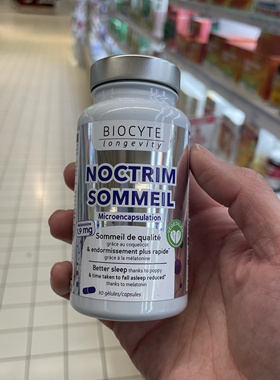 BIOCYTE
longevity
NOCTRIM
SOMMEIL
Microencapsulation
1,9 mg
Sommeil de qualité
grâce au coquelicot
& endormissement plus rapide
grâce à la mélatonine
Better sleep thanks to poppy
& time taken to fall asleep reduced*
thanks to melatonin
30 gélules/capsules